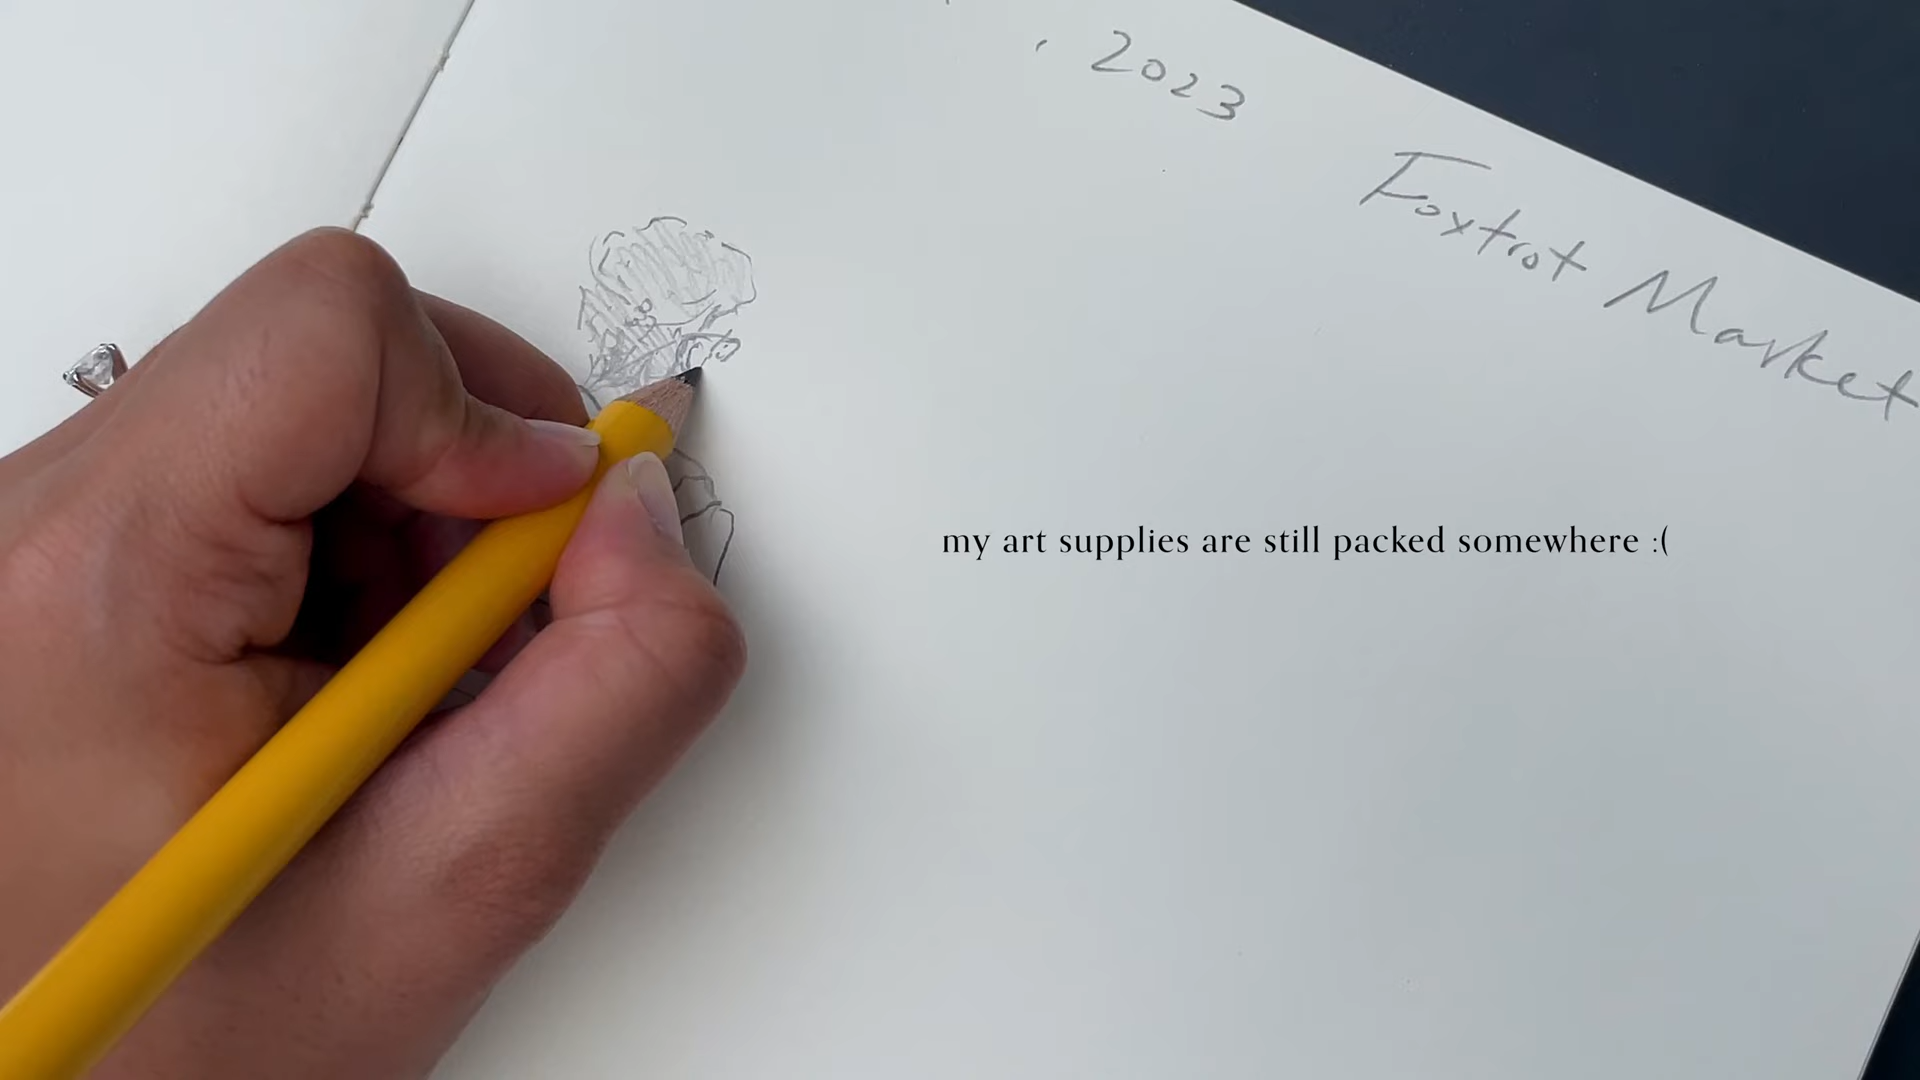 , 2023
Foxtrot Market
my art supplies are still packed somewhere :(